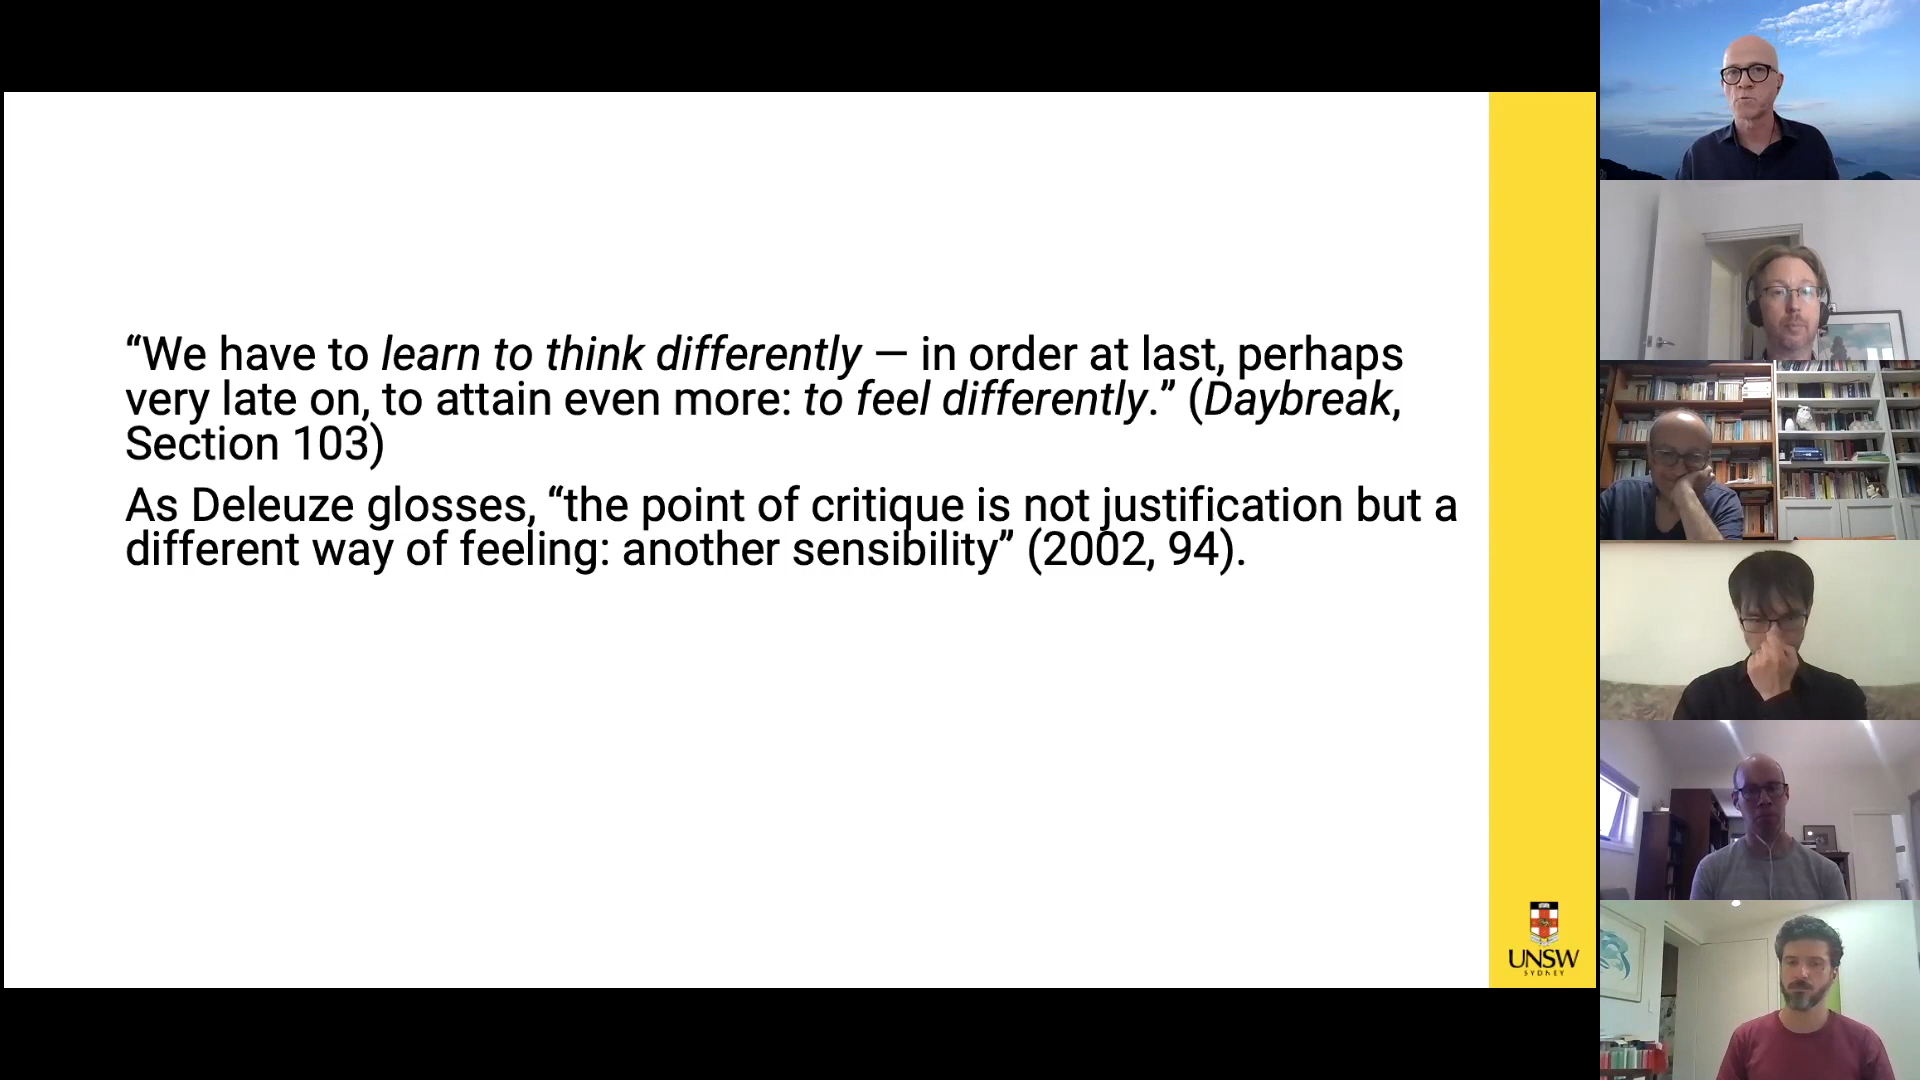 “We have to learn to think differently — in order at last, perhaps
very late on, to attain even more: to feel differently.” (Daybreak,
Section 103)
As Deleuze glosses, “the point of critique is not justification but a
different way of feeling: another sensibility” (2002, 94).
UNSW
SYDNEY